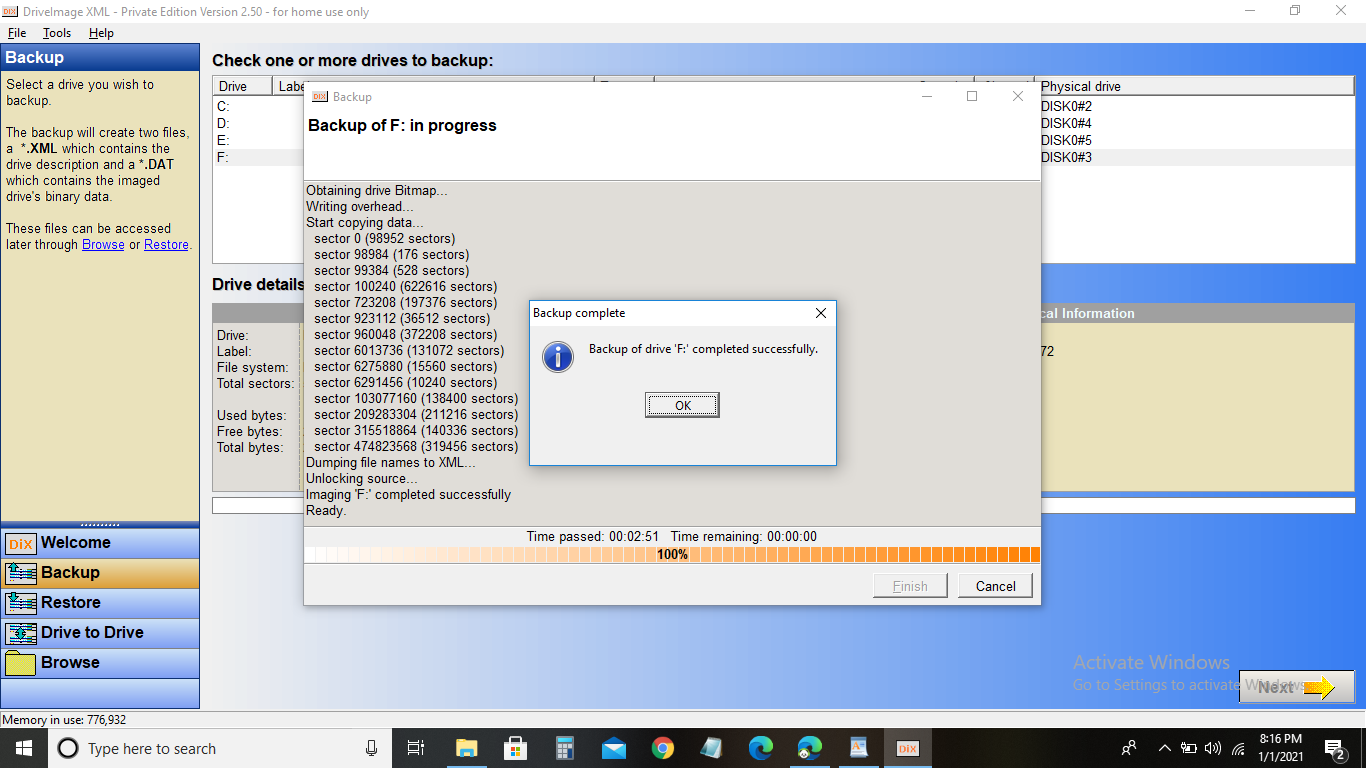 DriveImage XML - Private Edition Version 2.50 - for home use only
File Tools Help
Backup
Select a drive you wish to
backup.
The backup will create two files,
a *.XML which contains the
drive description and a *.DAT
which contains the imaged
drive's binary data.
These files can be accessed
later through Browse or Restore.
DiX Welcome
Backup
Restore
Drive to Drive
Browse
Check one or more drives to backup:
Drive Physical drive
C: DISK0#2
D: DISK0#4
E: DISK0#5
F: DISK0#3
Drive details
Information
Drive:
Label: 72
File system:
Total sectors:
Used bytes:
Free bytes:
Total bytes:
DiX Backup
Backup of F: in progress
Obtaining drive Bitmap...
Writing overhead...
Start copying data...
sector 0 (98952 sectors)
sector 98984 (176 sectors)
sector 99384 (528 sectors)
sector 100240 (622616 sectors)
sector 723208 (197376 sectors)
sector 923112 (36512 sectors)
sector 960048 (372208 sectors)
sector 6013736 (131072 sectors)
sector 6275880 (15560 sectors)
sector 6291456 (10240 sectors)
sector 103077160 (138400 sectors)
sector 209283304 (211216 sectors)
sector 315518864 (140336 sectors)
sector 474823568 (319456 sectors)
Dumping file names to XML...
Unlocking source...
Imaging 'F:' completed successfully
Ready.
Time passed: 00:02:51 Time remaining: 00:00:00
100%
Finish Cancel
Backup complete
Backup of drive 'F:' completed successfully.
OK
Activate Windows
Go to Settings to activate Windows.
Next
Memory in use: 776,932
Type here to search
DiX
8:16 PM
1/1/2021
2